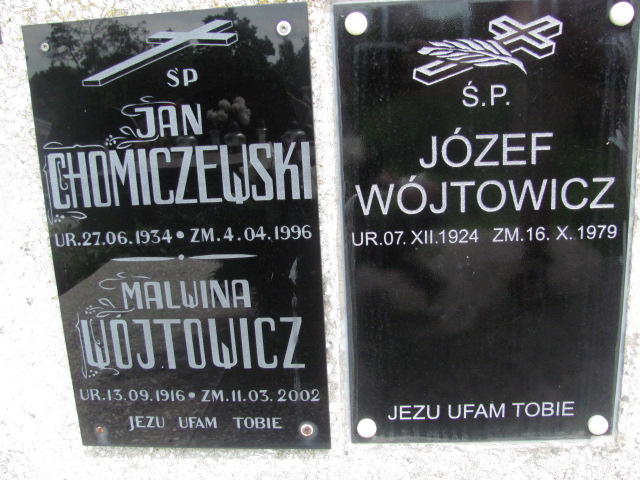 ŚP
JAN
CHOMICZEWSKI
UR.27.06.1934 • ZM.4.04.1996
MALWINA
WÓJTOWICZ
UR.13.09.1916 • ZM.11.03.2002
JEZU UFAM TOBIE
Ś.P.
JÓZEF
WÓJTOWICZ
UR.07. XII.1924 ZM.16. X.1979
JEZU UFAM TOBIE